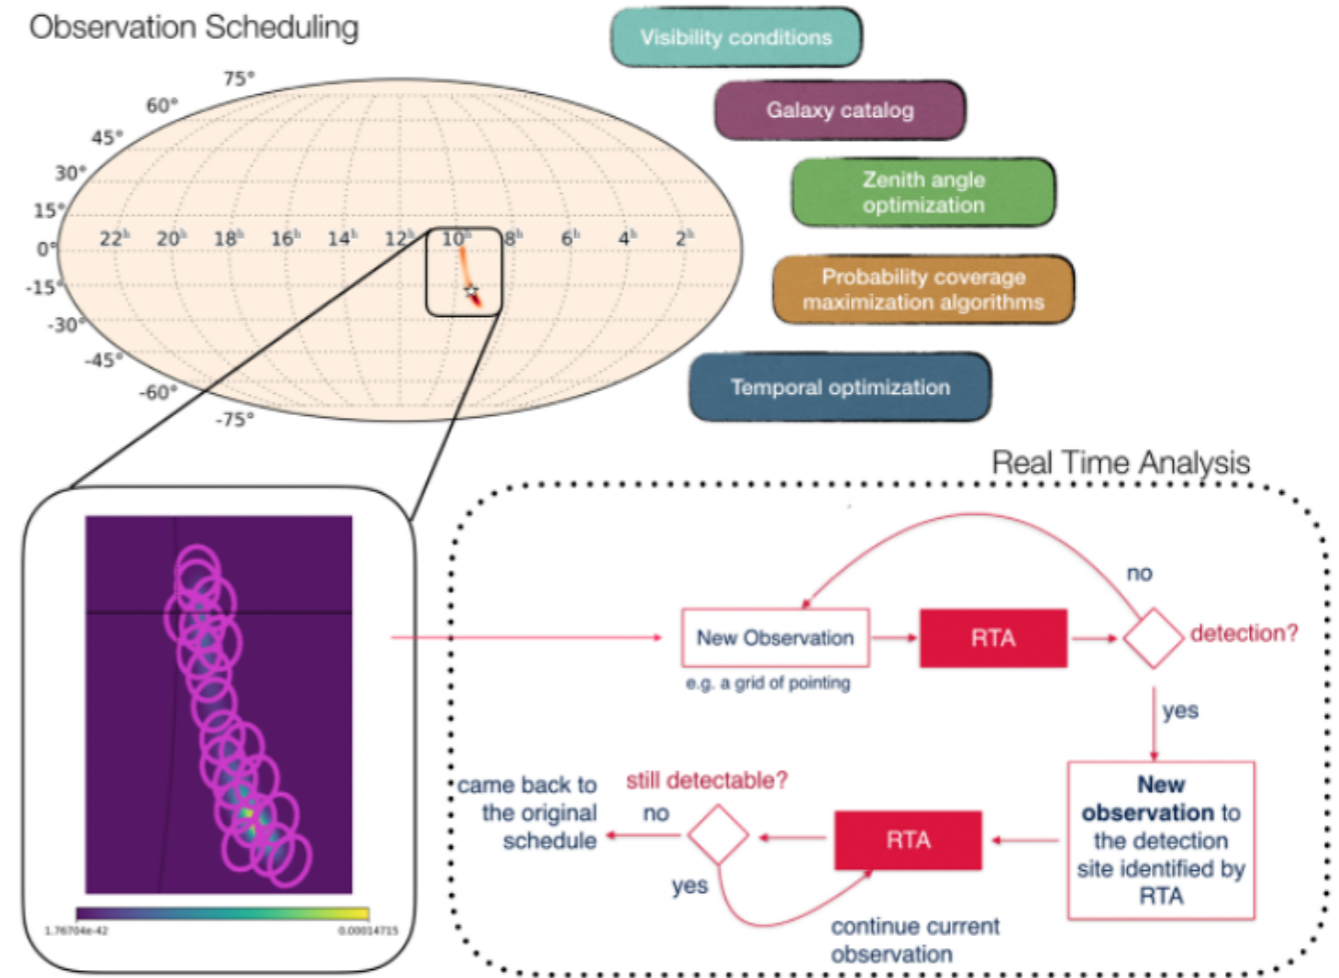 Observation Scheduling
Visibility conditions
Galaxy catalog
Zenith angle
optimization
Probability coverage
maximization algorithms
Temporal optimization
75°
60°
45°
30°
15°
0°
-15°
-30°
-45°
-60°
-75°
22h 20h 18h 16h 14h 12h 10h 8h 6h 4h 2h
1.76704e-42 0.00014715
Real Time Analysis
New Observation
e.g. a grid of pointing
RTA
no
detection?
yes
New
observation to
the detection
site identified by
RTA
RTA
still detectable?
no
yes
came back to
the original
schedule
continue current
observation